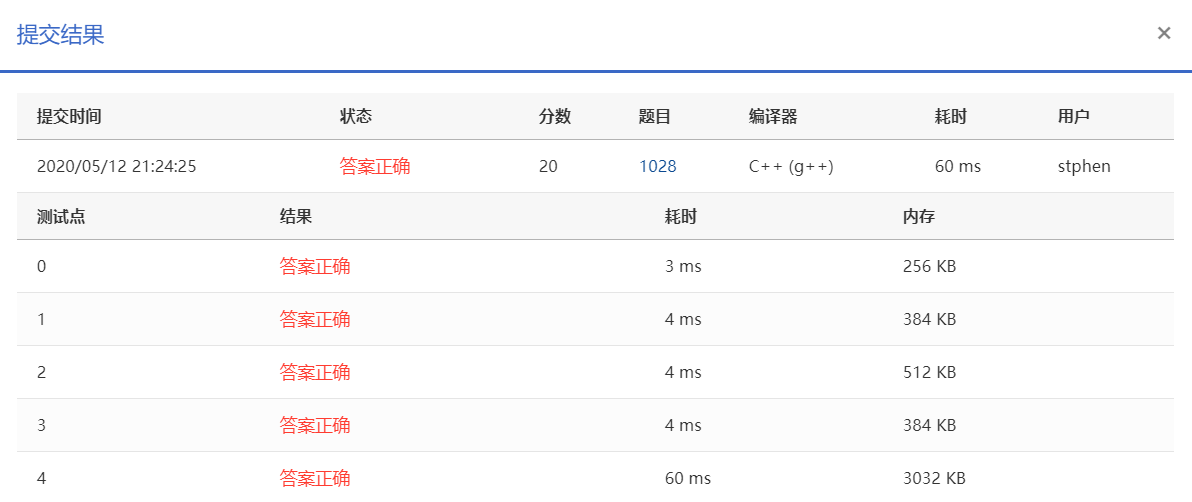 提交结果 ×
提交时间 状态 分数 题目 编译器 耗时 用户
2020/05/12 21:24:25 答案正确 20 1028 C++ (g++) 60 ms stphen
测试点 结果 耗时 内存
0 答案正确 3 ms 256 KB
1 答案正确 4 ms 384 KB
2 答案正确 4 ms 512 KB
3 答案正确 4 ms 384 KB
4 答案正确 60 ms 3032 KB